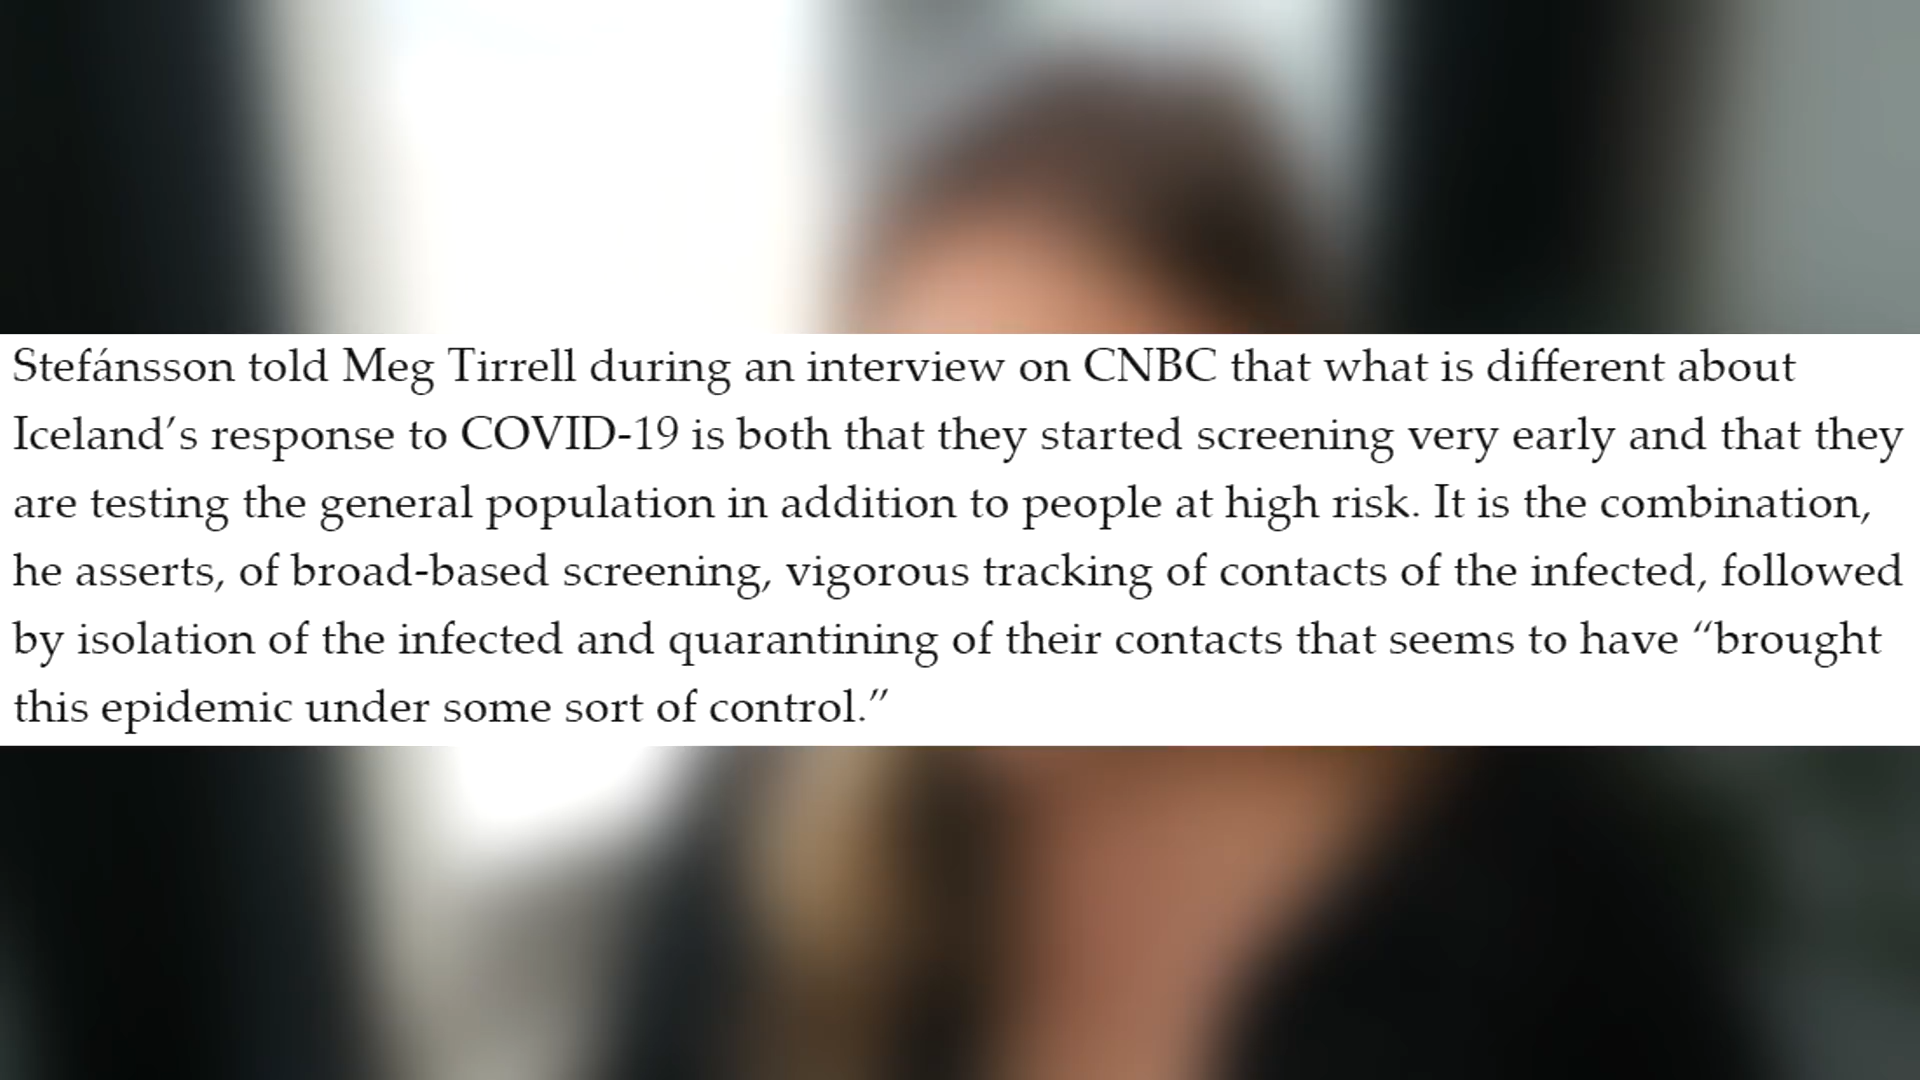 Stefánsson told Meg Tirrell during an interview on CNBC that what is different about
Iceland’s response to COVID-19 is both that they started screening very early and that they
are testing the general population in addition to people at high risk. It is the combination,
he asserts, of broad-based screening, vigorous tracking of contacts of the infected, followed
by isolation of the infected and quarantining of their contacts that seems to have “brought
this epidemic under some sort of control.”